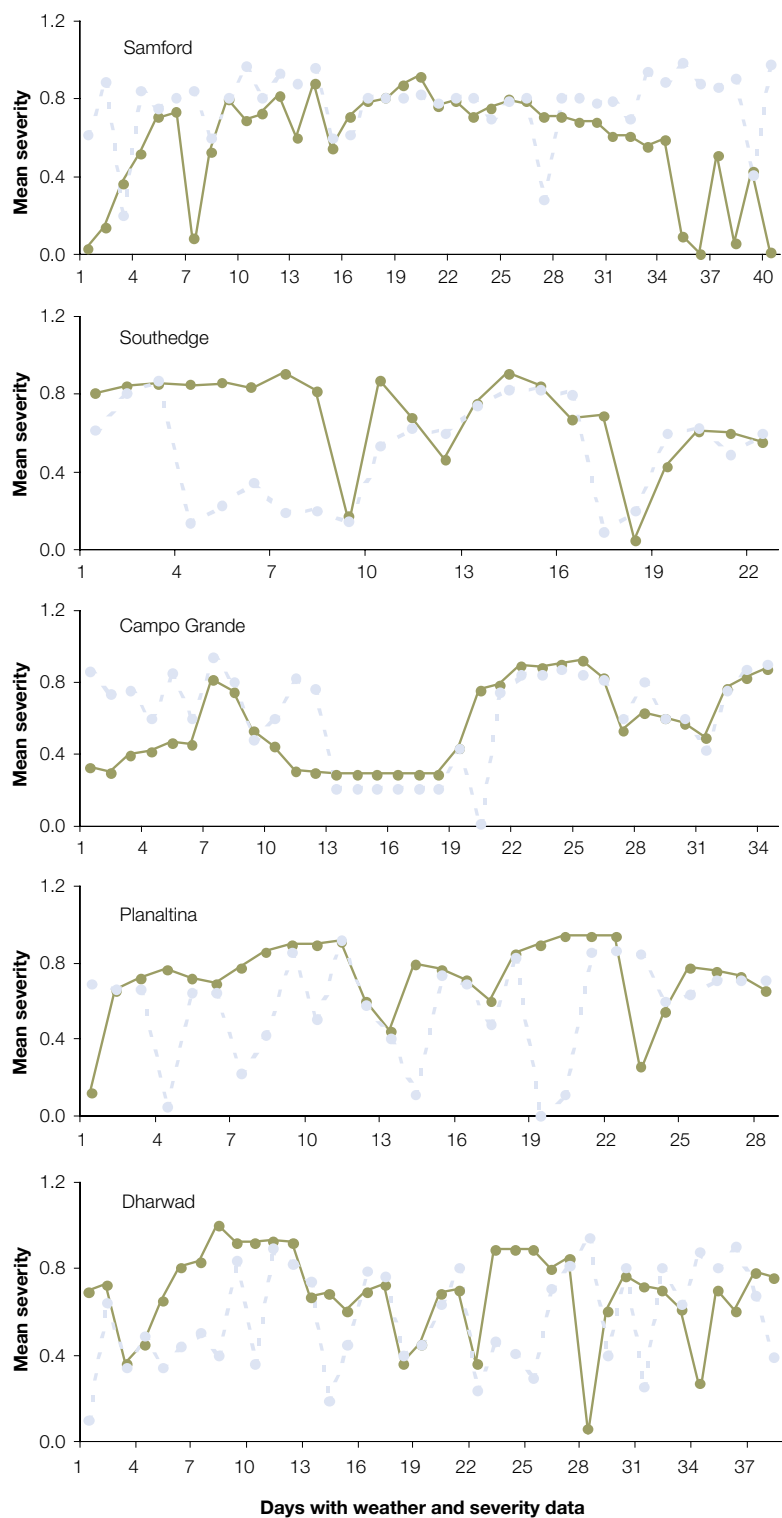 Samford
Mean severity
1.2
0.8
0.4
0.0
1 4 7 10 13 16 19 22 25 28 31 34 37 40
Southedge
Mean severity
1.2
0.8
0.4
0.0
1 4 7 10 13 16 19 22
Campo Grande
Mean severity
1.2
0.8
0.4
0.0
1 4 7 10 13 16 19 22 25 28 31 34
Planaltina
Mean severity
1.2
0.8
0.4
0.0
1 4 7 10 13 16 19 22 25 28
Dharwad
Mean severity
1.2
0.8
0.4
0.0
1 4 7 10 13 16 19 22 25 28 31 34 37
Days with weather and severity data